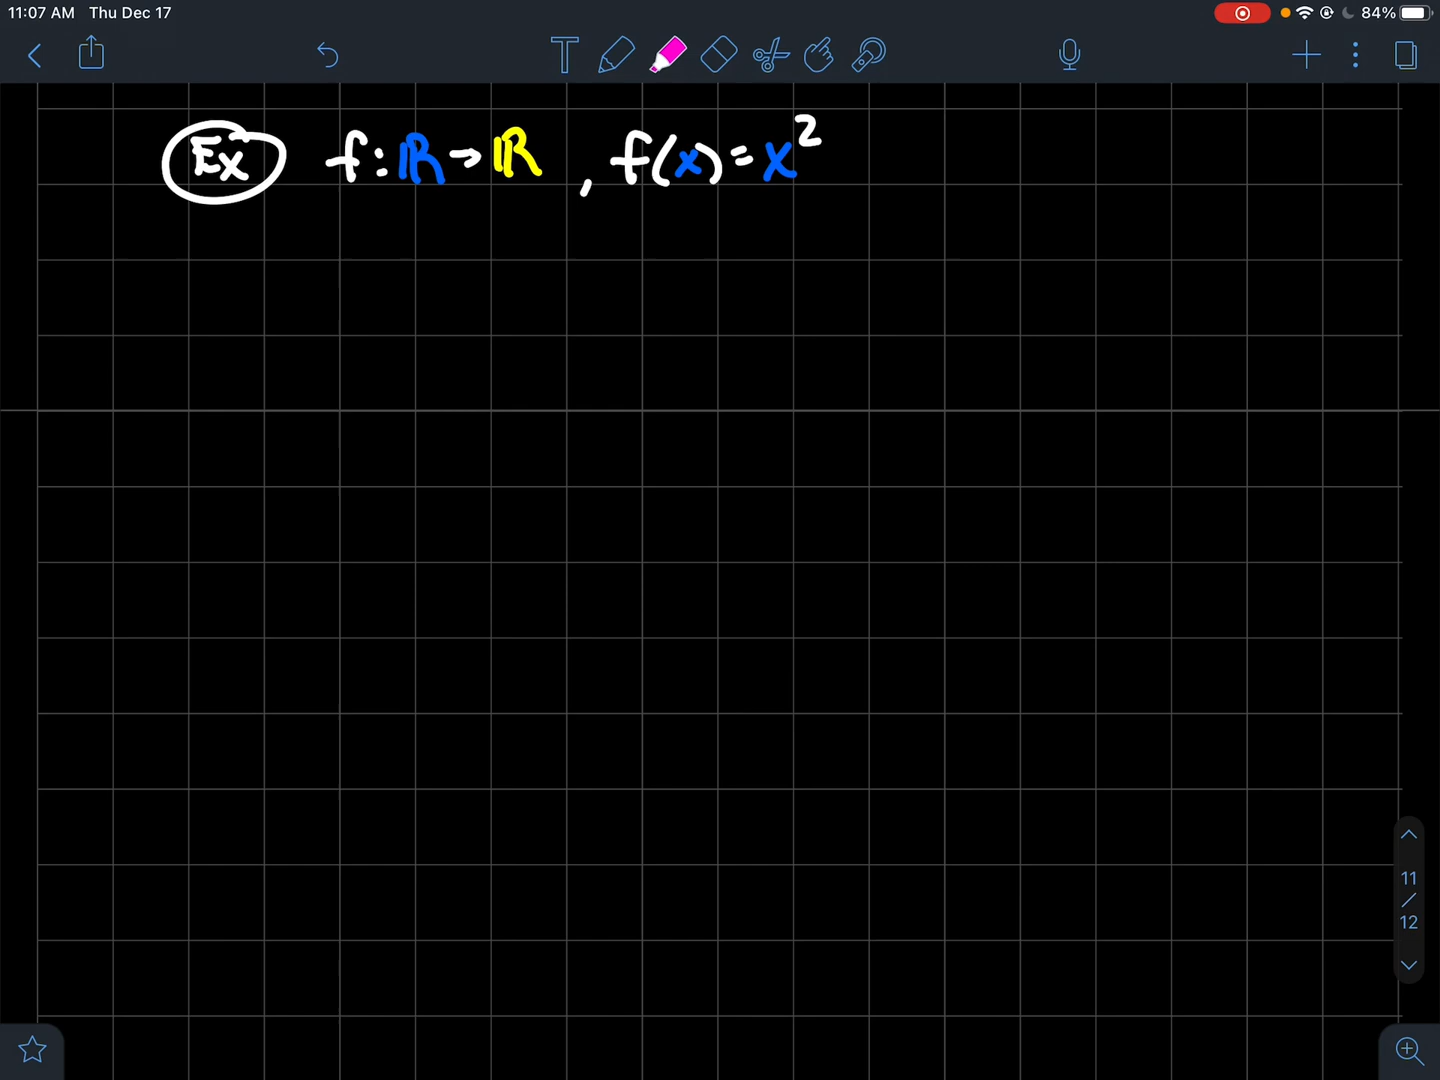 11:07 AM Thu Dec 17 84%
Ex f: ℝ → ℝ , f(x) = x²
11
/
12